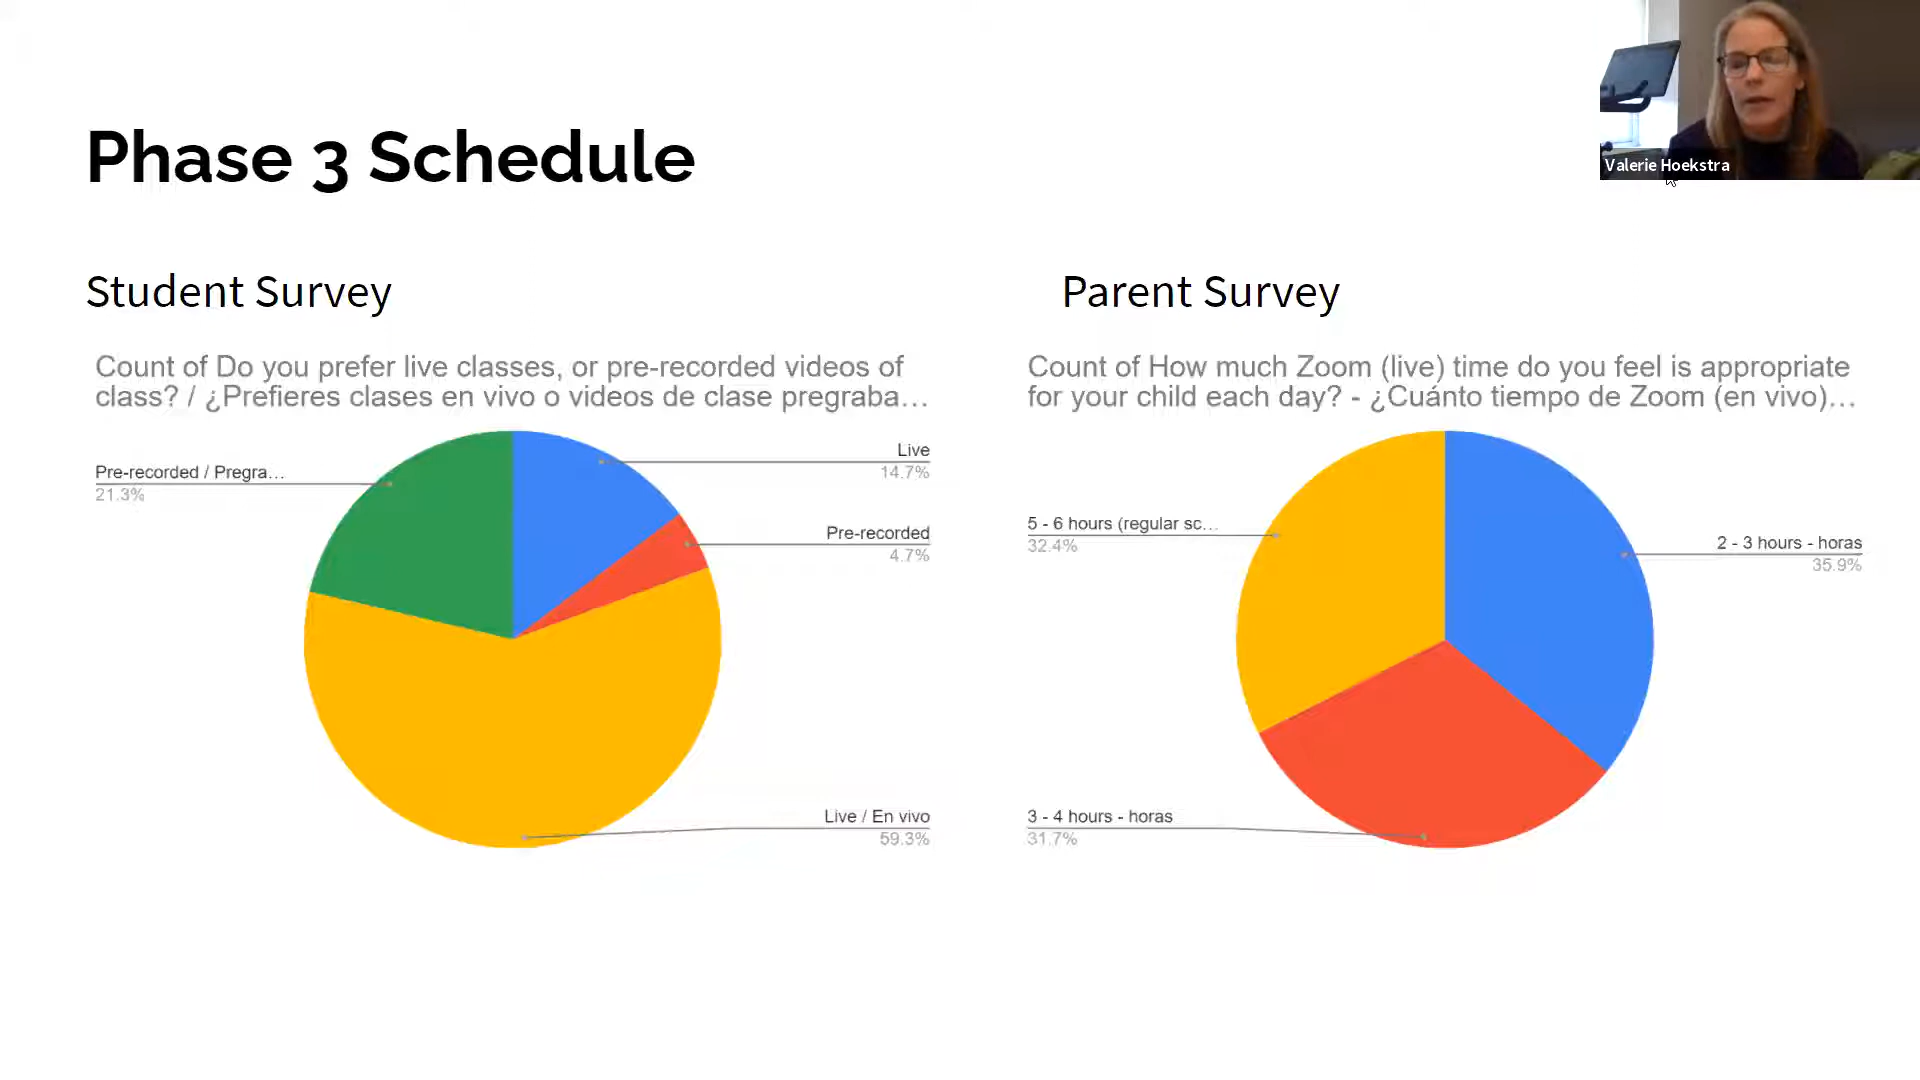 Phase 3 Schedule
Valerie Hoekstra
Student Survey
Count of Do you prefer live classes, or pre-recorded videos of
class? / ¿Prefieres clases en vivo o videos de clase pregraba…
Live
14.7%
Pre-recorded / Pregra…
21.3%
Pre-recorded
4.7%
Live / En vivo
59.3%
Parent Survey
Count of How much Zoom (live) time do you feel is appropriate
for your child each day? - ¿Cuánto tiempo de Zoom (en vivo)…
5 - 6 hours (regular sc…
32.4%
2 - 3 hours - horas
35.9%
3 - 4 hours - horas
31.7%